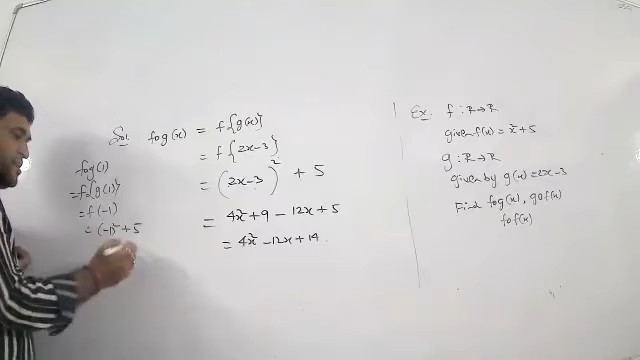 Sol. fog(x) = f{g(x)}
= f{2x-3}
= (2x-3)² + 5
= 4x²+9 - 12x + 5
= 4x² - 12x + 14.
fog(1)
= f{g(1)}
= f(-1)
= (-1)² + 5
Ex: f : R→R
given f(x) = x²+5
g : R→R
given by g(x) = 2x-3
Find fog(x), gof(x)
fof(x)